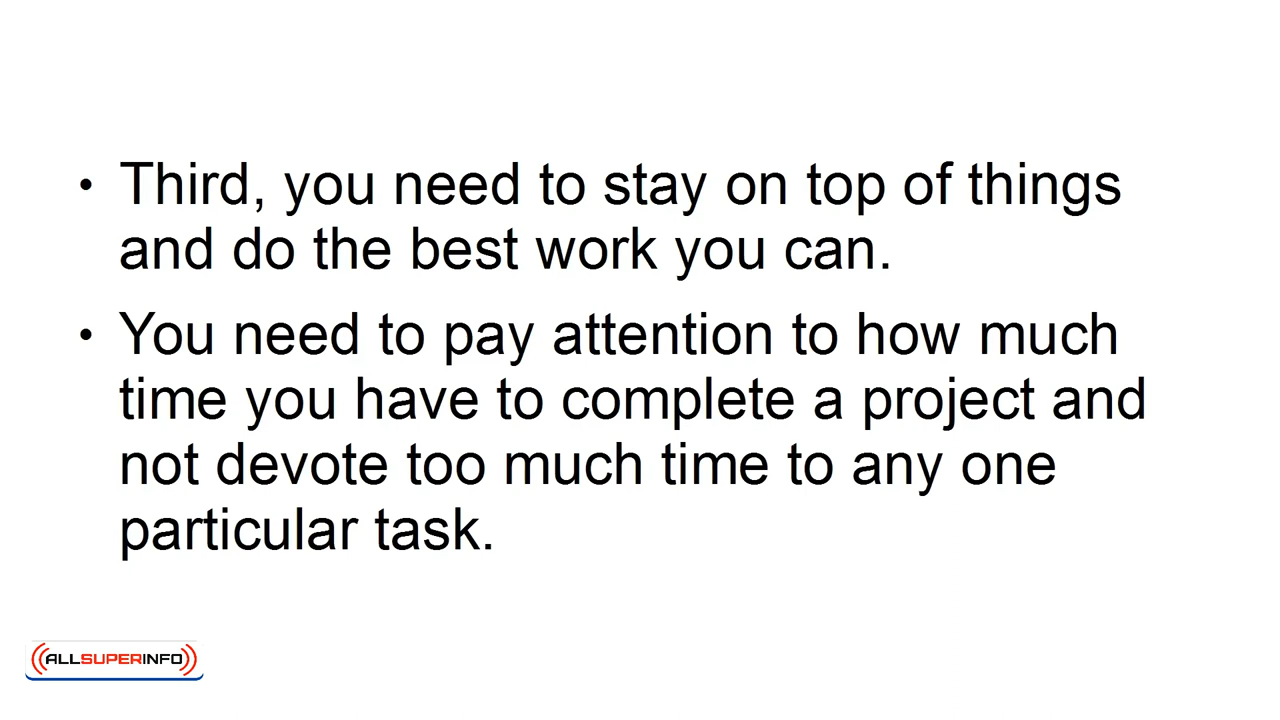 • Third, you need to stay on top of things
and do the best work you can.
• You need to pay attention to how much
time you have to complete a project and
not devote too much time to any one
particular task.
ALLSUPERINFO